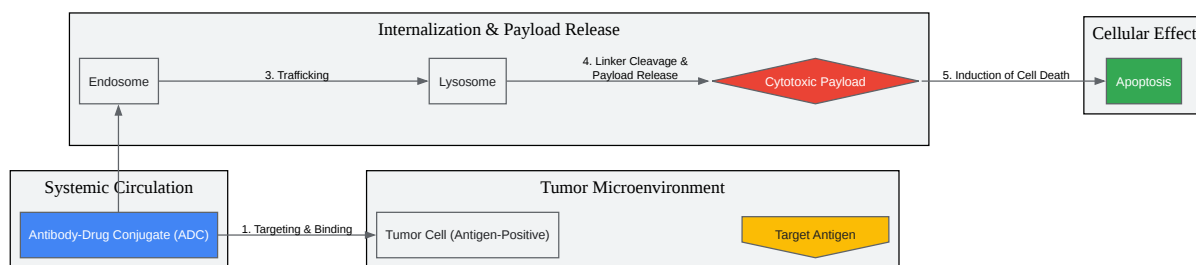 Internalization & Payload Release
Cellular Effect
Endosome
3. Trafficking
Lysosome
4. Linker Cleavage &
Payload Release
Cytotoxic Payload
5. Induction of Cell Death
Apoptosis
Systemic Circulation
Tumor Microenvironment
Antibody-Drug Conjugate (ADC)
1. Targeting & Binding
Tumor Cell (Antigen-Positive)
Target Antigen